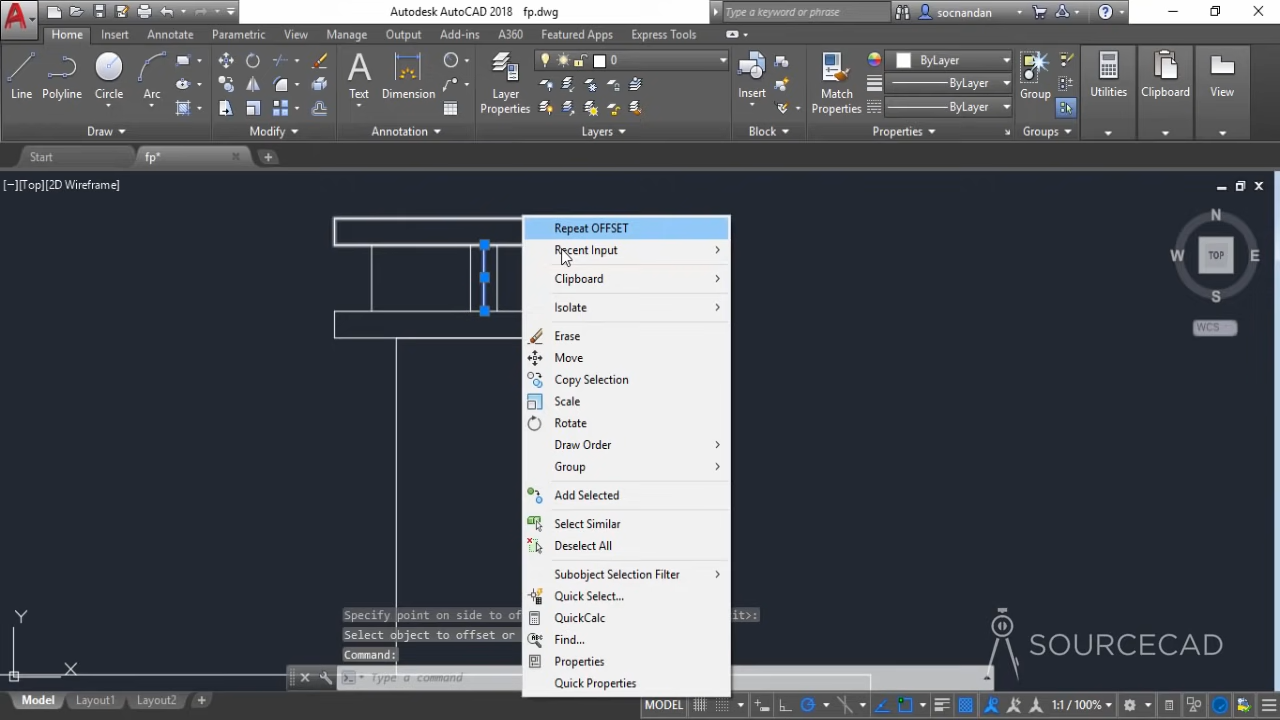 Autodesk AutoCAD 2018 fp.dwg
Type a keyword or phrase
socnandan
Home Insert Annotate Parametric View Manage Output Add-ins A360 Featured Apps Express Tools
0
ByLayer
ByLayer
ByLayer
Line Polyline Circle Arc
Text Dimension
Layer Properties
Insert
Match Properties
Group
Utilities Clipboard View
Draw Modify Annotation Layers Block Properties Groups
Start fp*
[−][Top][2D Wireframe]
N
W TOP E
S
WCS
Repeat OFFSET
Recent Input
Clipboard
Isolate
Erase
Move
Copy Selection
Scale
Rotate
Draw Order
Group
Add Selected
Select Similar
Deselect All
Subobject Selection Filter
Quick Select...
QuickCalc
Find...
Properties
Quick Properties
Y
X
Specify point on side to of it>:
Select object to offset or
Command:
Type a command
SOURCECAD
Model Layout1 Layout2 +
MODEL 1:1 / 100%